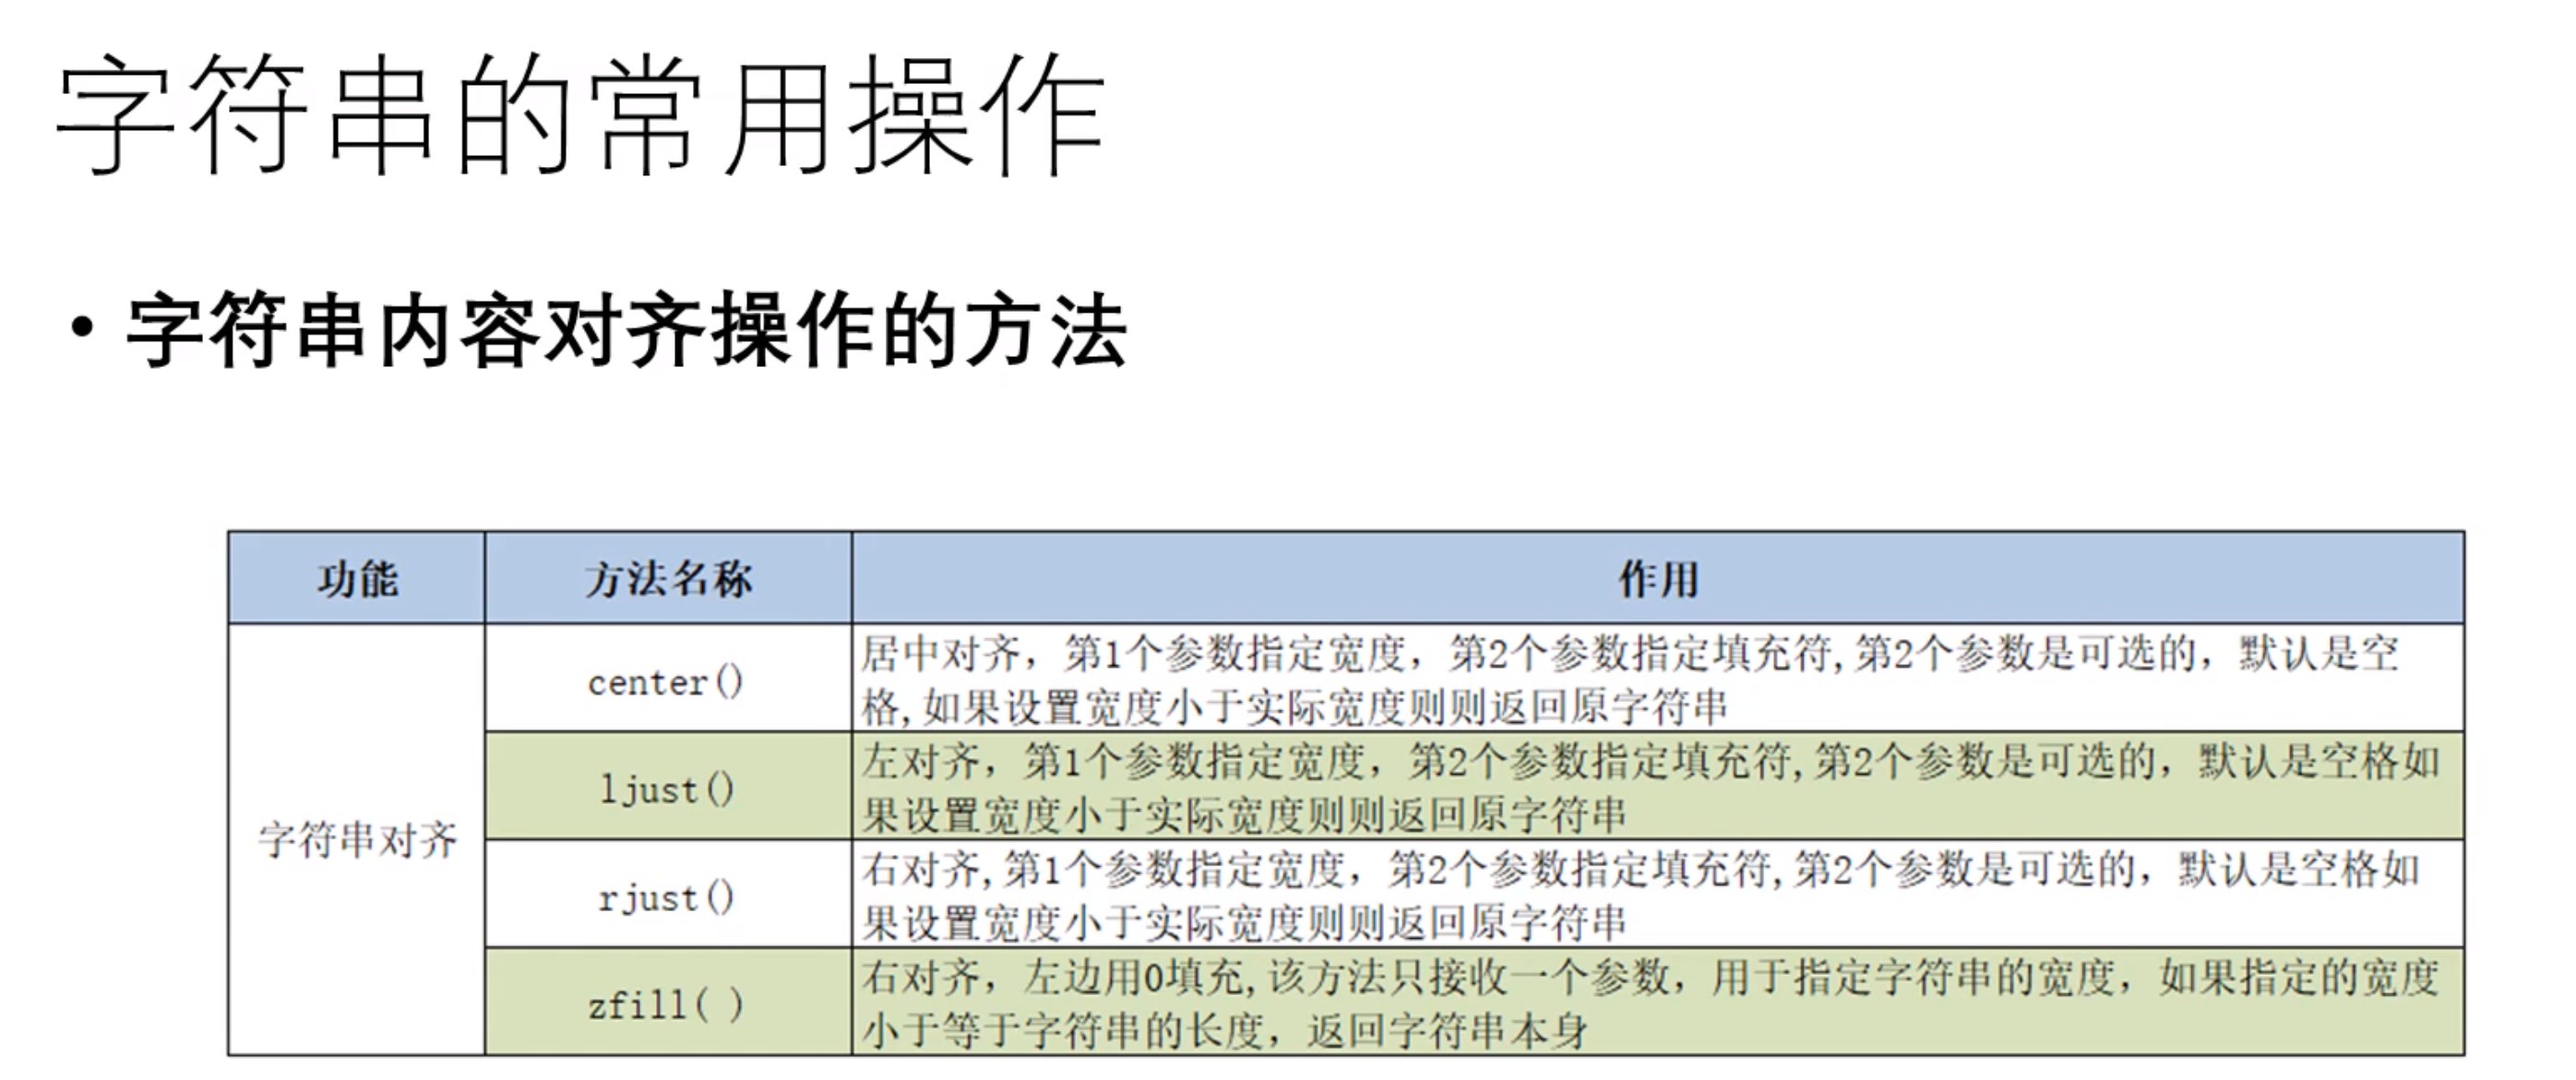 字符串的常用操作
• 字符串内容对齐操作的方法
功能 方法名称 作用
字符串对齐
center()
居中对齐，第1个参数指定宽度，第2个参数指定填充符,第2个参数是可选的，默认是空
格,如果设置宽度小于实际宽度则则返回原字符串
ljust()
左对齐，第1个参数指定宽度，第2个参数指定填充符,第2个参数是可选的，默认是空格如
果设置宽度小于实际宽度则则返回原字符串
rjust()
右对齐,第1个参数指定宽度，第2个参数指定填充符,第2个参数是可选的，默认是空格如
果设置宽度小于实际宽度则则返回原字符串
zfill( )
右对齐，左边用0填充,该方法只接收一个参数，用于指定字符串的宽度，如果指定的宽度
小于等于字符串的长度，返回字符串本身